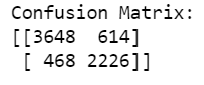 Confusion Matrix:
[[3648  614]
 [ 468 2226]]